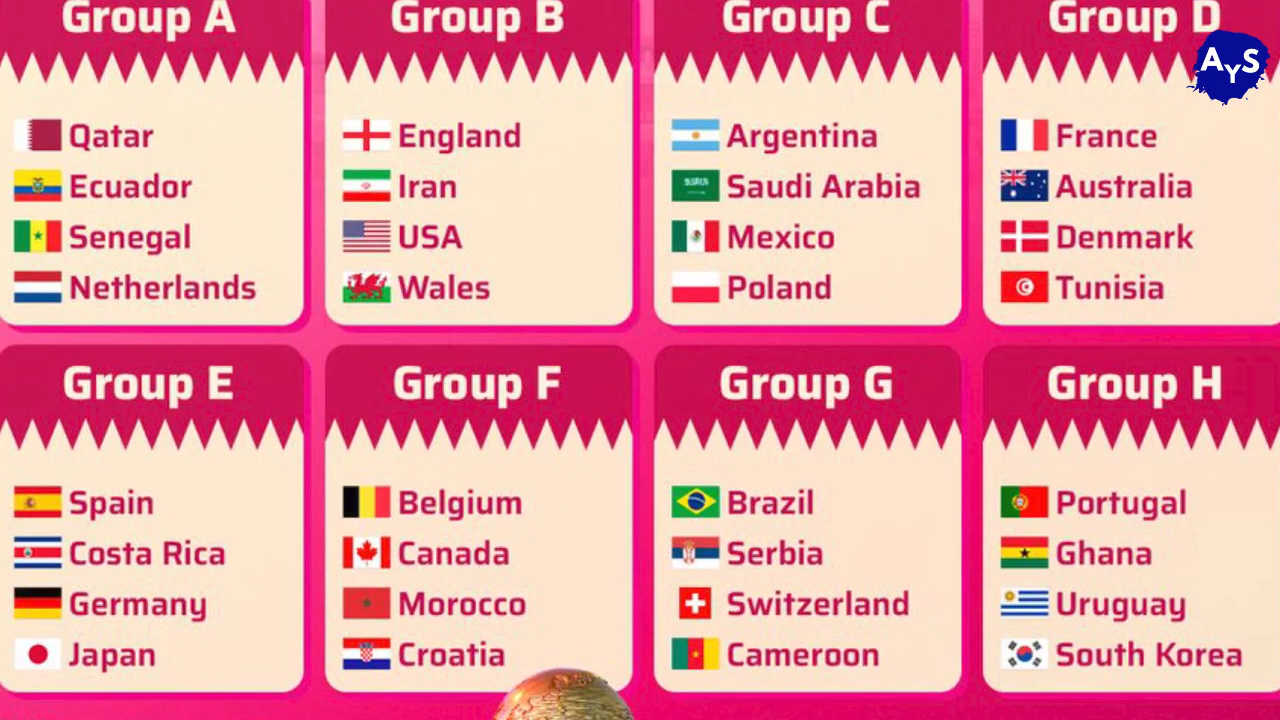 Group A
Qatar
Ecuador
Senegal
Netherlands
Group B
England
Iran
USA
Wales
Group C
Argentina
Saudi Arabia
Mexico
Poland
Group D
France
Australia
Denmark
Tunisia
AYS
Group E
Spain
Costa Rica
Germany
Japan
Group F
Belgium
Canada
Morocco
Croatia
Group G
Brazil
Serbia
Switzerland
Cameroon
Group H
Portugal
Ghana
Uruguay
South Korea